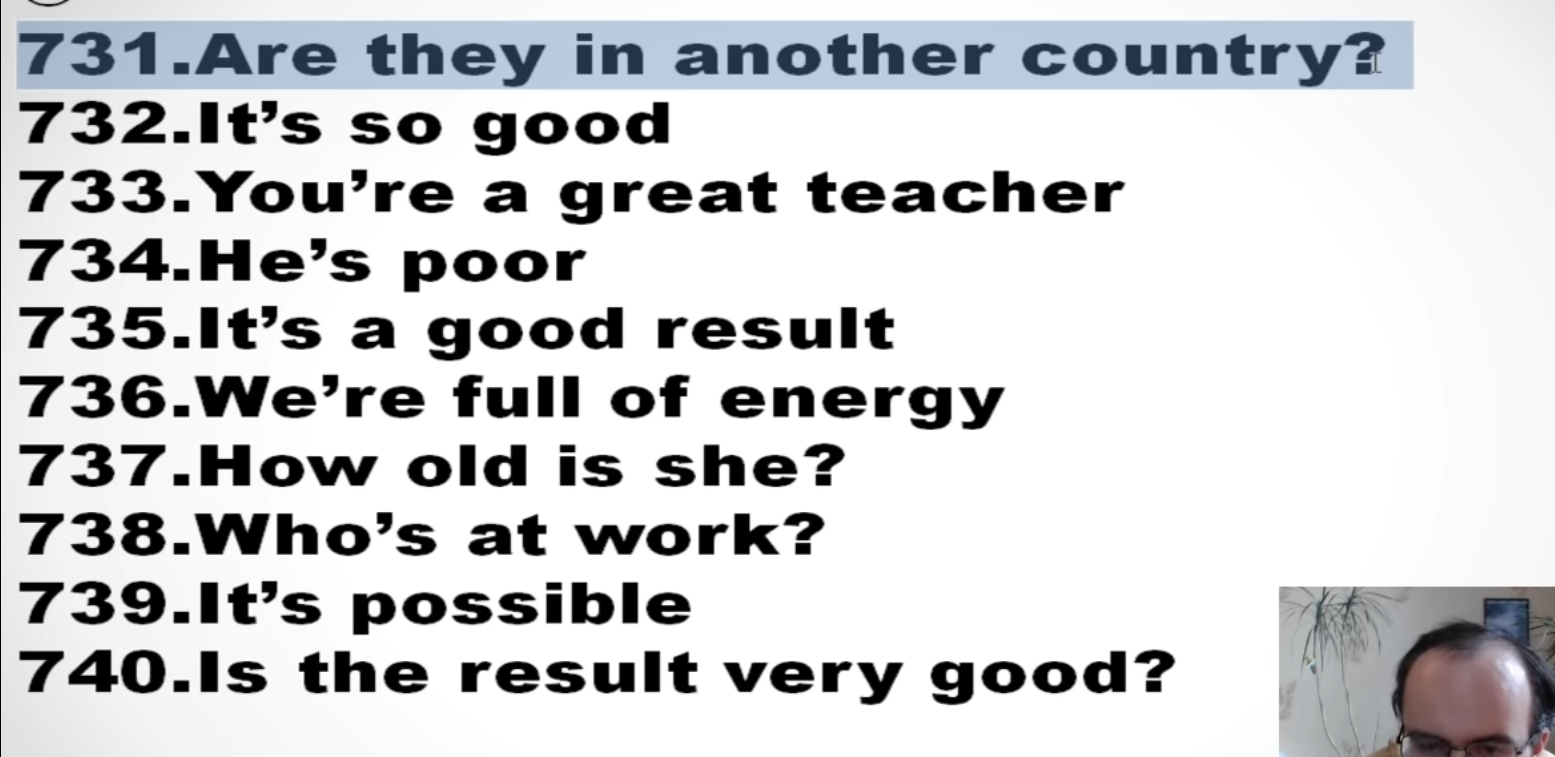 731.Are they in another country?
732.It’s so good
733.You’re a great teacher
734.He’s poor
735.It’s a good result
736.We’re full of energy
737.How old is she?
738.Who’s at work?
739.It’s possible
740.Is the result very good?